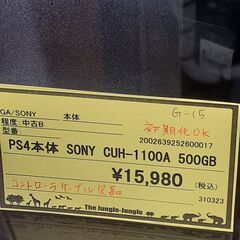 GA/SONY 本体 G-15
程度:中古B 初期化OK
型番: 2002639252600017
PS4本体 SONY CUH-1100A 500GB
¥15,980 (税込)
コントローラケーブル欠品 310323
The Jungle-Jengle